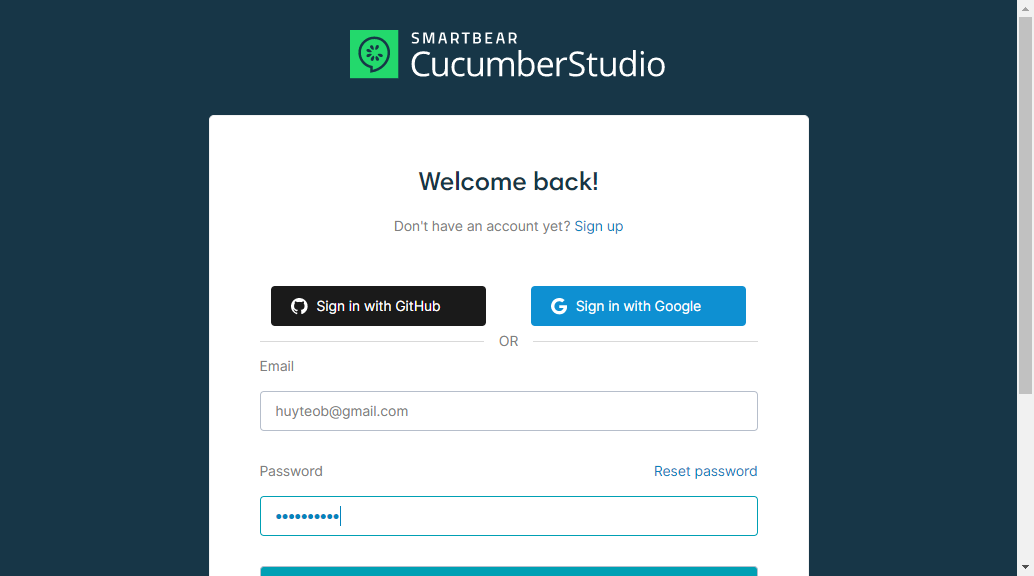 SMARTBEAR
CucumberStudio
Welcome back!
Don't have an account yet? Sign up
Sign in with GitHub
Sign in with Google
OR
Email
huyteob@gmail.com
Password
Reset password
••••••••••